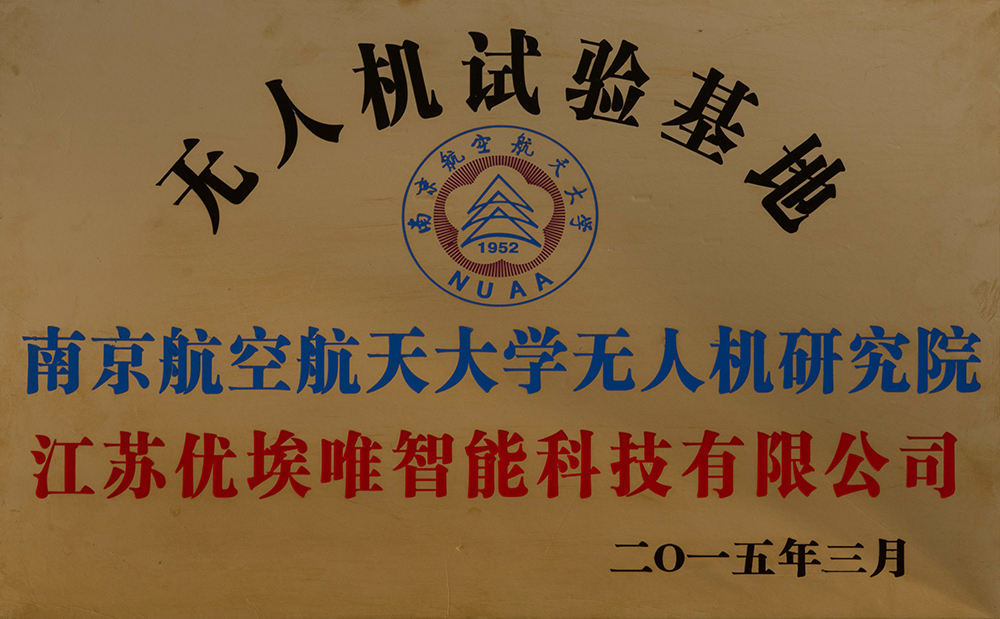 无人机试验基地
南京航空航天大学
1952
NUAA
南京航空航天大学无人机研究院
江苏优埃唯智能科技有限公司
二〇一五年三月